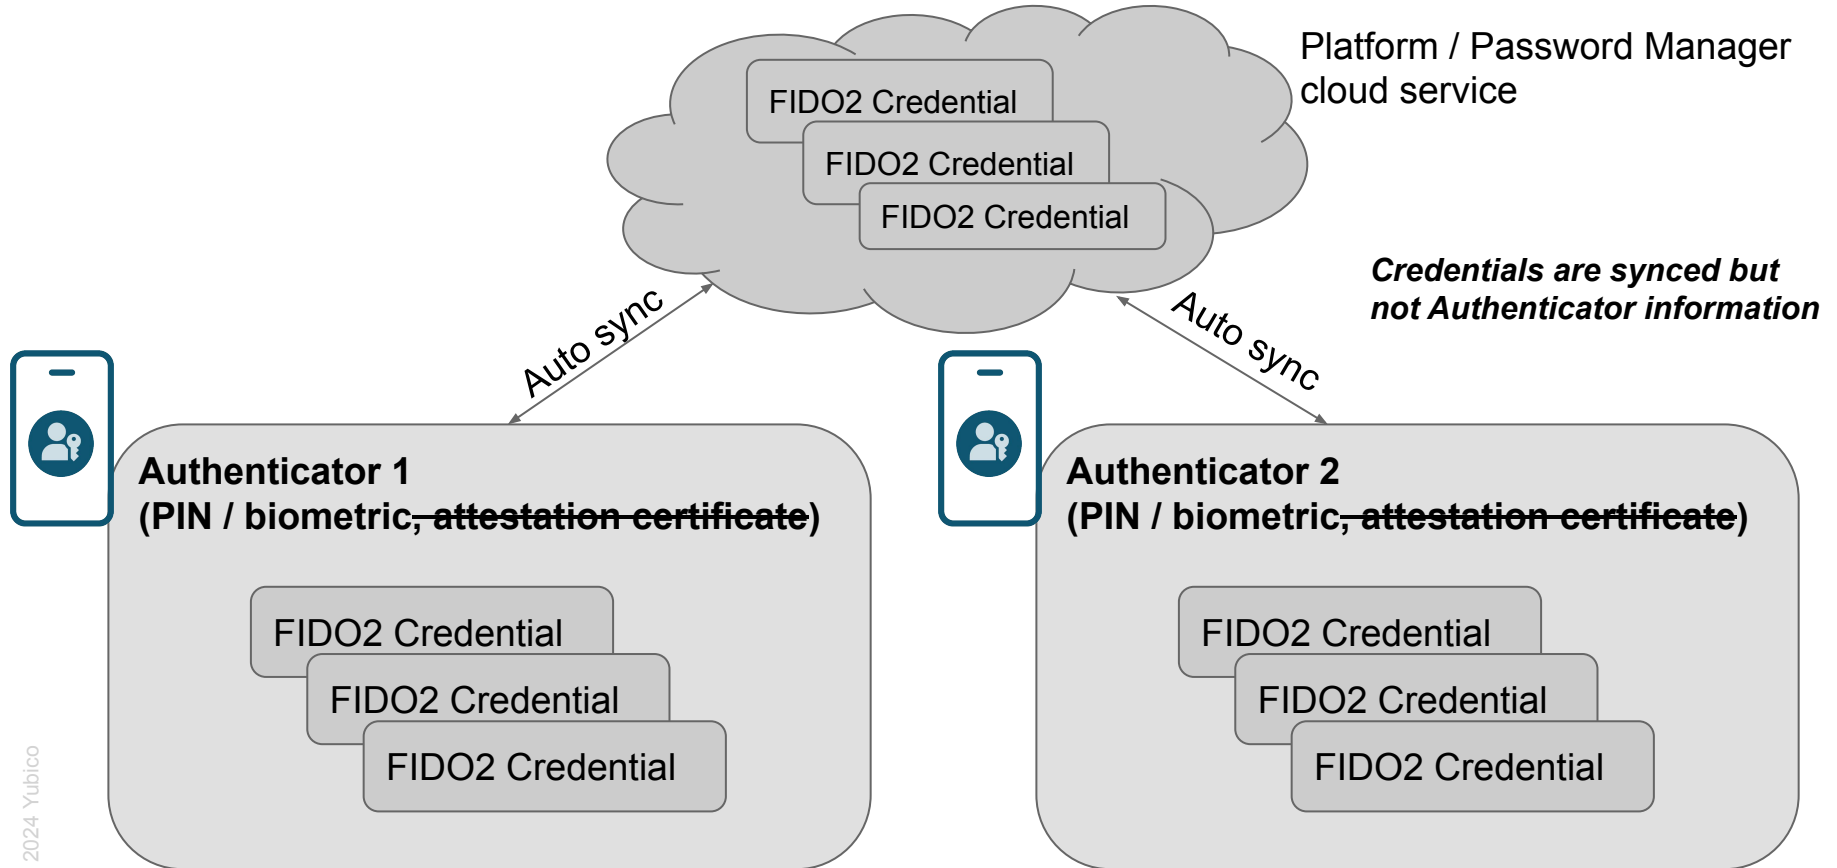 Platform / Password Manager
cloud service
FIDO2 Credential
FIDO2 Credential
FIDO2 Credential
Credentials are synced but
not Authenticator information
Auto sync
Auto sync
Authenticator 1
(PIN / biometric, attestation certificate)
FIDO2 Credential
FIDO2 Credential
FIDO2 Credential
Authenticator 2
(PIN / biometric, attestation certificate)
FIDO2 Credential
FIDO2 Credential
FIDO2 Credential
2024 Yubico